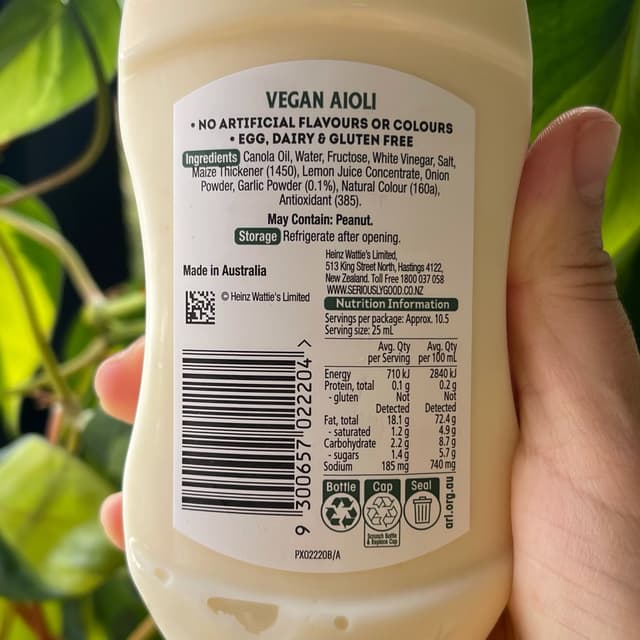 VEGAN AIOLI
• NO ARTIFICIAL FLAVOURS OR COLOURS
• EGG, DAIRY & GLUTEN FREE
Ingredients Canola Oil, Water, Fructose, White Vinegar, Salt,
Maize Thickener (1450), Lemon Juice Concentrate, Onion
Powder, Garlic Powder (0.1%), Natural Colour (160a),
Antioxidant (385).
May Contain: Peanut.
Storage Refrigerate after opening.
Made in Australia
© Heinz Wattie's Limited
Heinz Wattie's Limited,
513 King Street North, Hastings 4122,
New Zealand. Toll Free 1800 037 058
WWW.SERIOUSLYGOOD.CO.NZ
Nutrition Information
Servings per package: Approx. 10.5
Serving size: 25 mL
Avg. Qty Avg. Qty
per Serving per 100 mL
Energy 710 kJ 2840 kJ
Protein, total 0.1 g 0.2 g
- gluten Not Not
Detected Detected
Fat, total 18.1 g 72.4 g
- saturated 1.2 g 4.9 g
Carbohydrate 2.2 g 8.7 g
- sugars 1.4 g 5.7 g
Sodium 185 mg 740 mg
9 300657 022204 >
Bottle Cap Seal
Scrunch Bottle
& Replace Cap
arl.org.au
PX022208/A